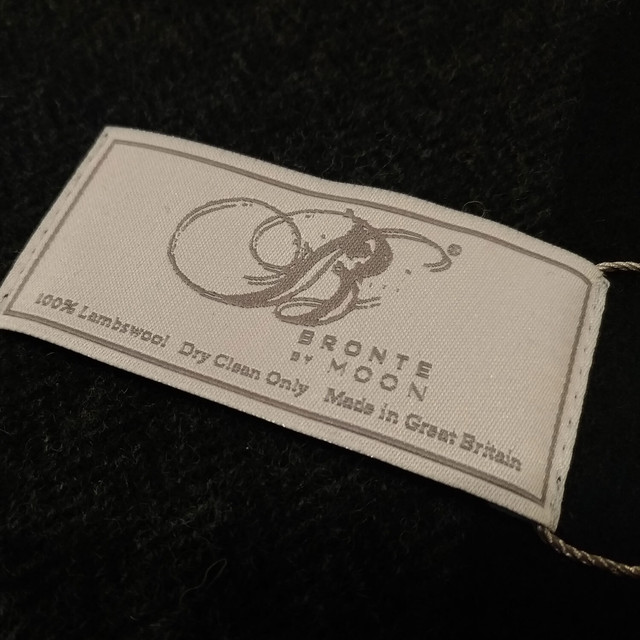 B®
BRONTE
BY MOON
100% Lambswool Dry Clean Only Made in Great Britain